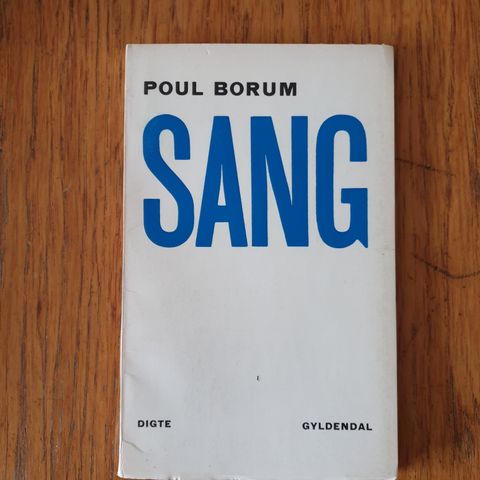 POUL BORUM
SANG
DIGTE GYLDENDAL